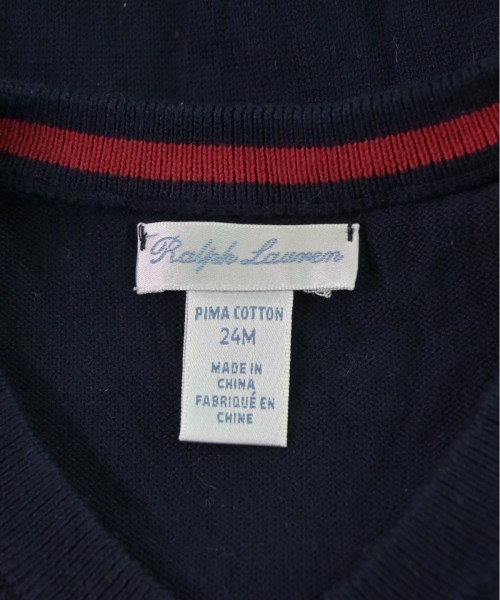 Ralph Lauren
PIMA COTTON
24M
MADE IN
CHINA
FABRIQUÉ EN
CHINE